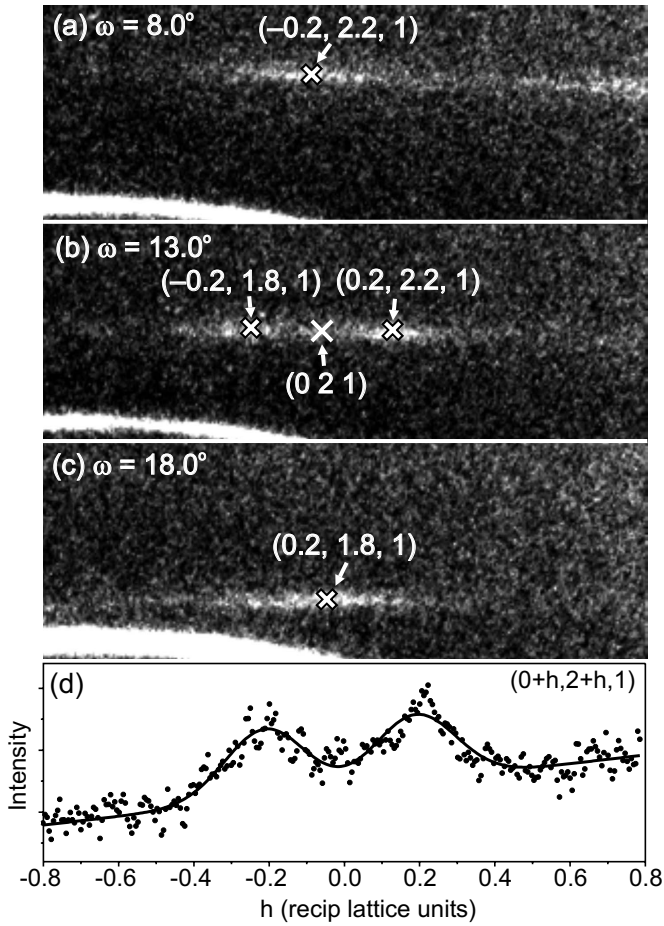 (a) ω = 8.0°
(–0.2, 2.2, 1)
(b) ω = 13.0°
(–0.2, 1.8, 1) (0.2, 2.2, 1)
(0 2 1)
(c) ω = 18.0°
(0.2, 1.8, 1)
(d)
(0+h,2+h,1)
Intensity
-0.8 -0.6 -0.4 -0.2 0.0 0.2 0.4 0.6 0.8
h (recip lattice units)